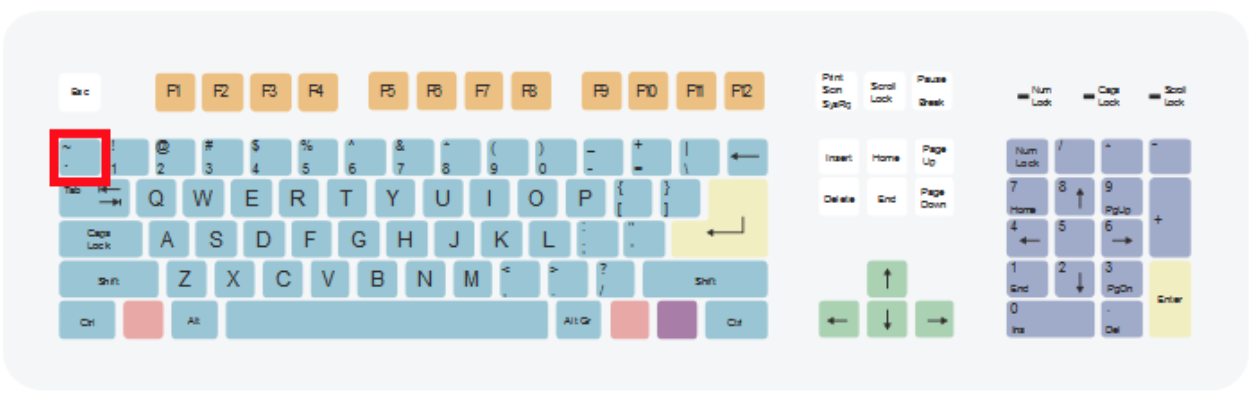 Esc F1 F2 F3 F4 F5 F6 F7 F8 F9 F10 F11 F12
Print
Scrn
SysRq
Scroll
Lock
Pause
Break
Num
Lock
Caps
Lock
Scroll
Lock
~ ! @ # $ % ^ & ( ) _ + |
1 2 3 4 5 6 7 8 9 0 - = \
Insert Home Page
Up
Num
Lock
/ -
Tab Q W E R T Y U I O P { }
[ ]
Delete End Page
Down
7 8 9
Home PgUp
+
Caps
Lock
A S D F G H J K L : "
;
4 5 6
Shift Z X C V B N M < > ?
/
Shift
1 2 3
End PgDn
Enter
Ctrl Alt Alt Gr Ctrl
0 .
Ins Del